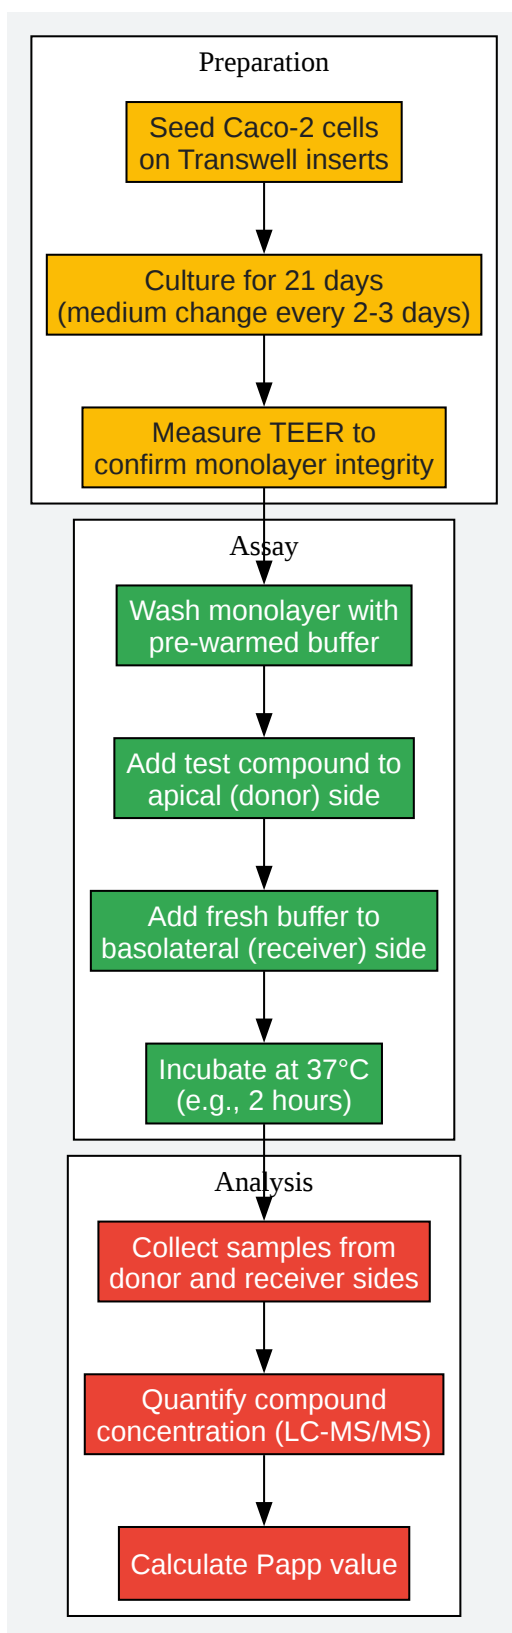 Preparation
Seed Caco-2 cells
on Transwell inserts
Culture for 21 days
(medium change every 2-3 days)
Measure TEER to
confirm monolayer integrity
Assay
Wash monolayer with
pre-warmed buffer
Add test compound to
apical (donor) side
Add fresh buffer to
basolateral (receiver) side
Incubate at 37°C
(e.g., 2 hours)
Analysis
Collect samples from
donor and receiver sides
Quantify compound
concentration (LC-MS/MS)
Calculate Papp value